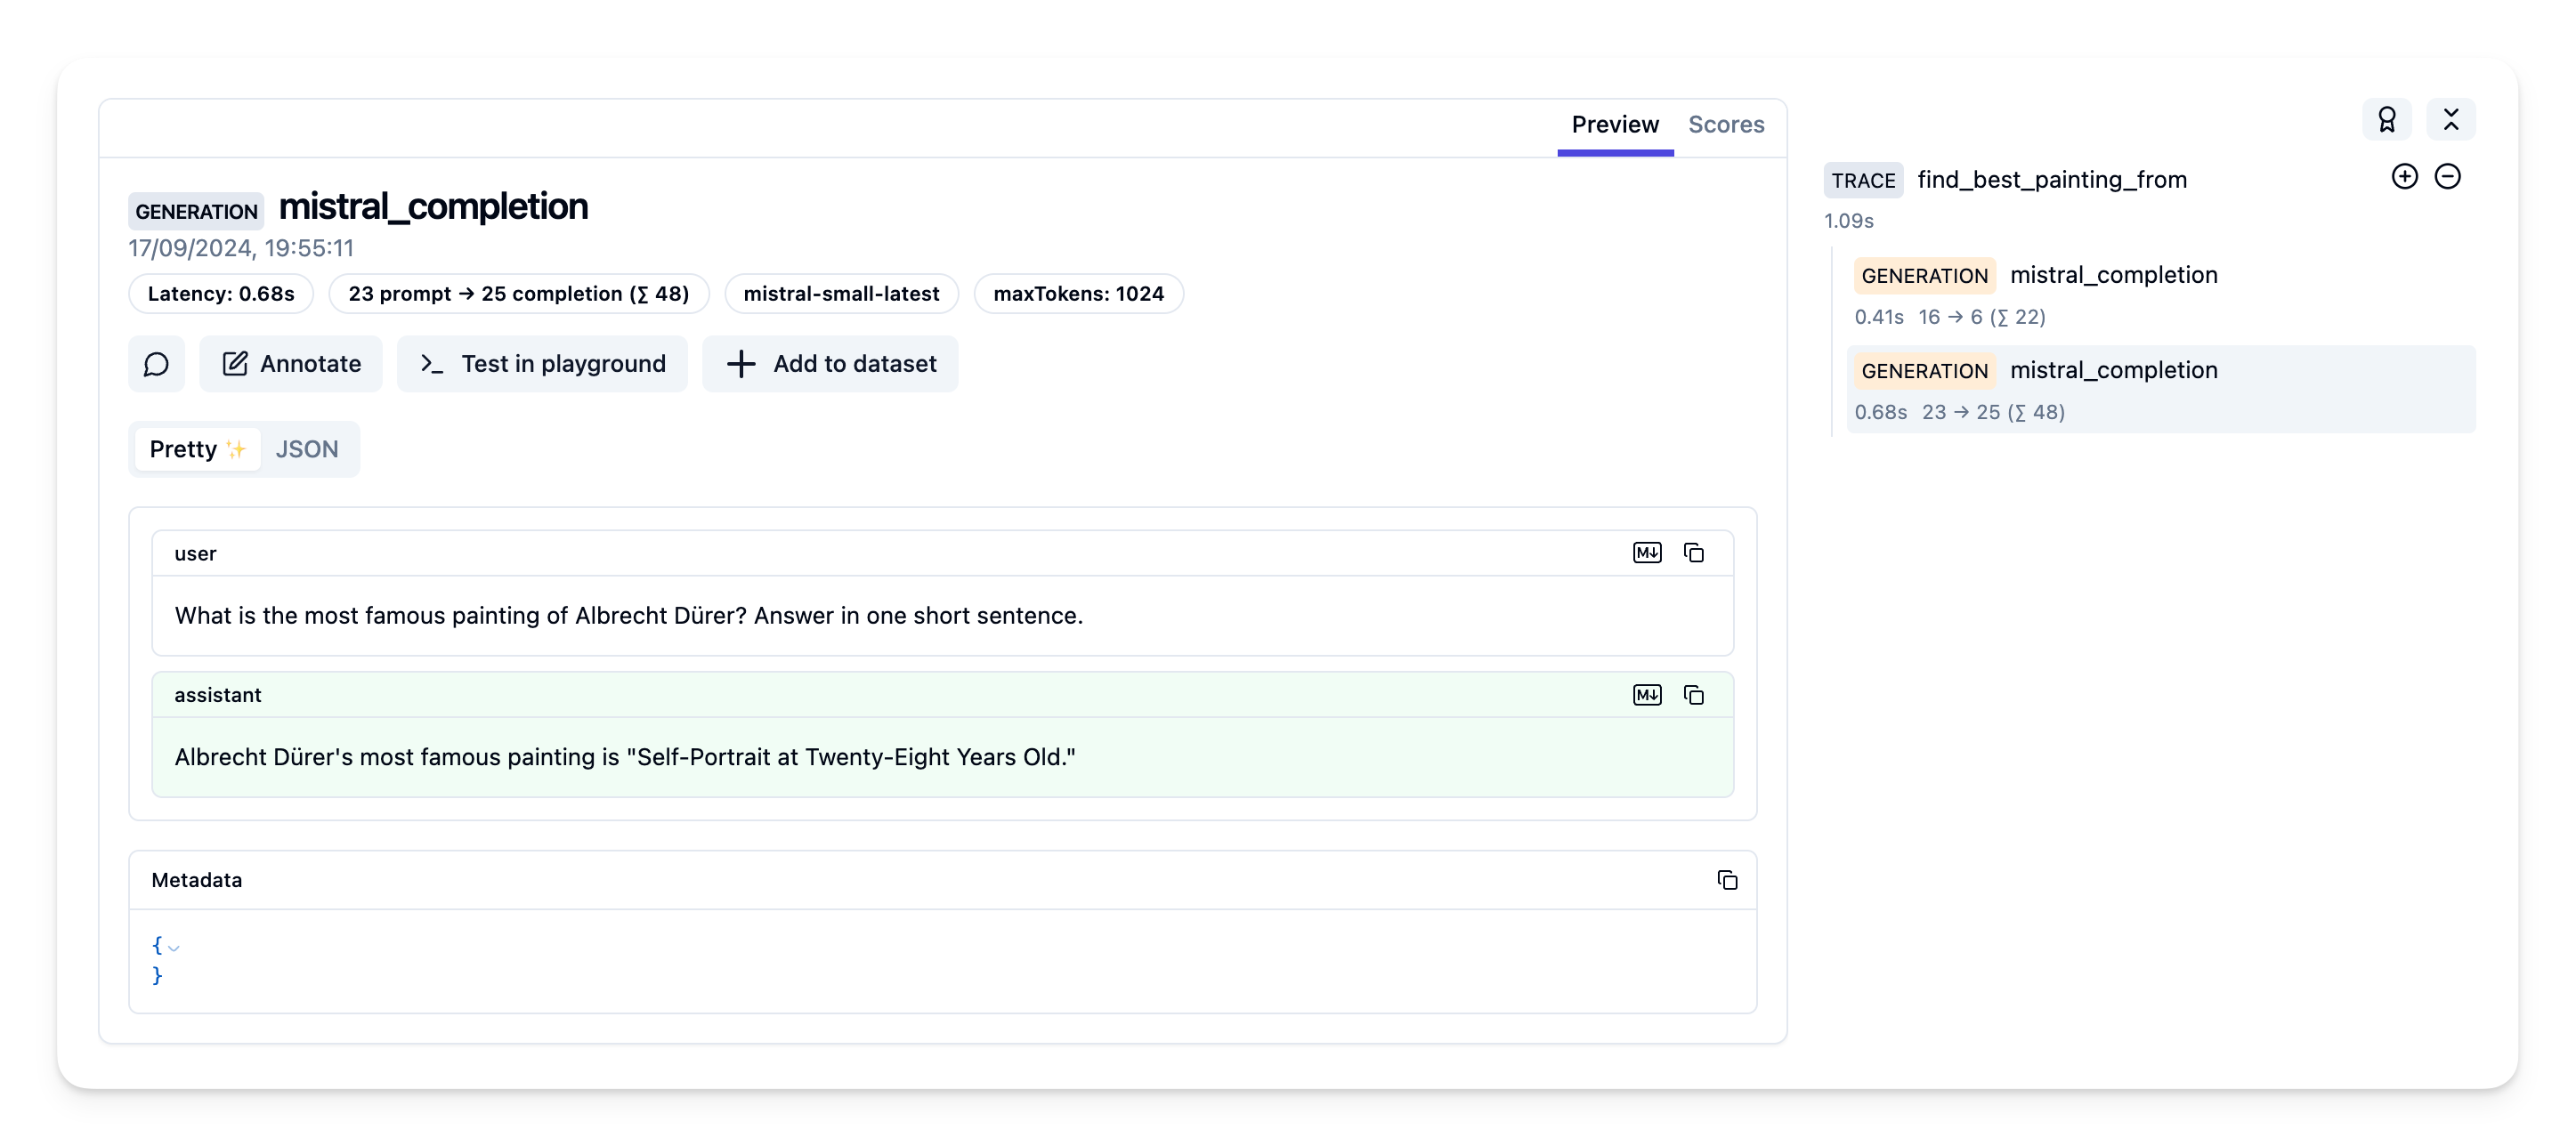 Preview Scores
GENERATION mistral_completion
17/09/2024, 19:55:11
Latency: 0.68s 23 prompt → 25 completion (∑ 48) mistral-small-latest maxTokens: 1024
Annotate Test in playground Add to dataset
Pretty ✨ JSON
user M↓
What is the most famous painting of Albrecht Dürer? Answer in one short sentence.
assistant M↓
Albrecht Dürer's most famous painting is "Self-Portrait at Twenty-Eight Years Old."
Metadata
{
}
TRACE find_best_painting_from
1.09s
GENERATION mistral_completion
0.41s 16 → 6 (∑ 22)
GENERATION mistral_completion
0.68s 23 → 25 (∑ 48)